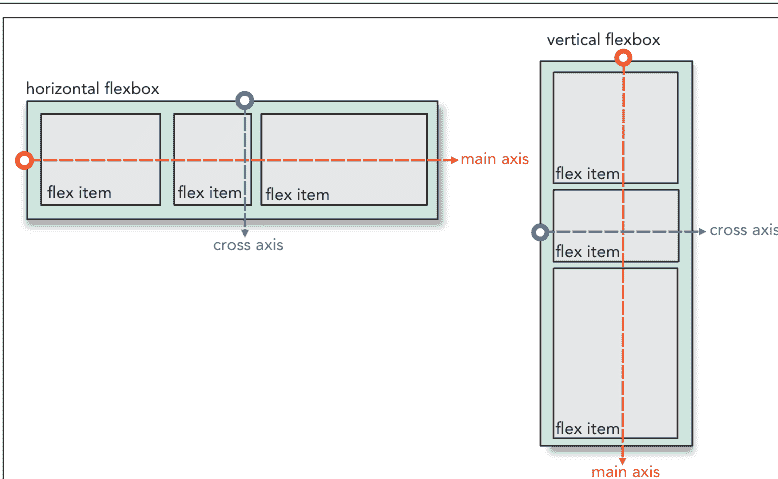 vertical flexbox
horizontal flexbox
main axis
flex item
flex item
flex item
cross axis
flex item
cross axis
flex item
flex item
main axis